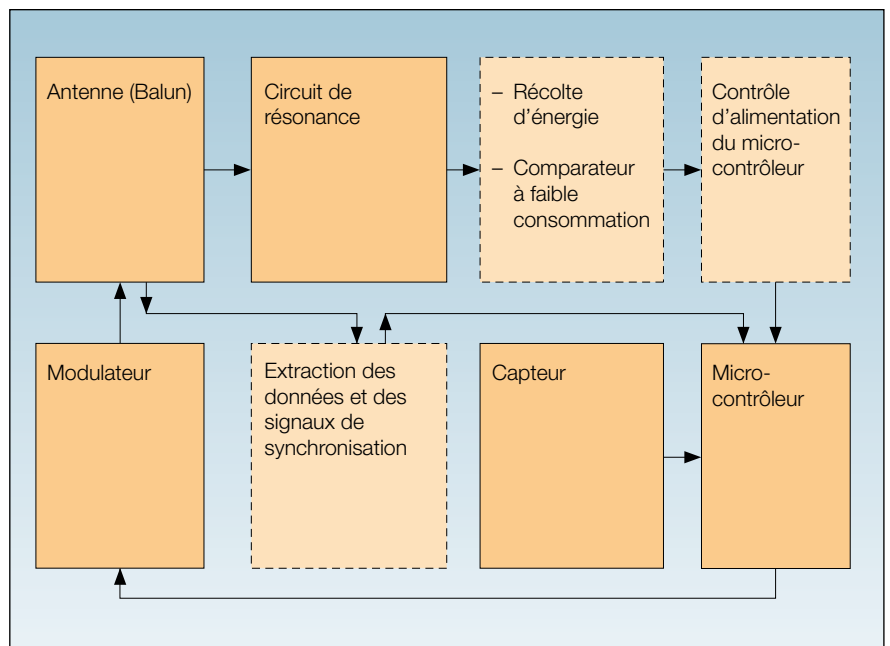 Antenne (Balun)
Circuit de
résonance
– Récolte
d'énergie
– Comparateur
à faible
consommation
Contrôle
d'alimentation
du micro-
contrôleur
Modulateur
Extraction des
données et des
signaux de
synchronisation
Capteur
Micro-
contrôleur